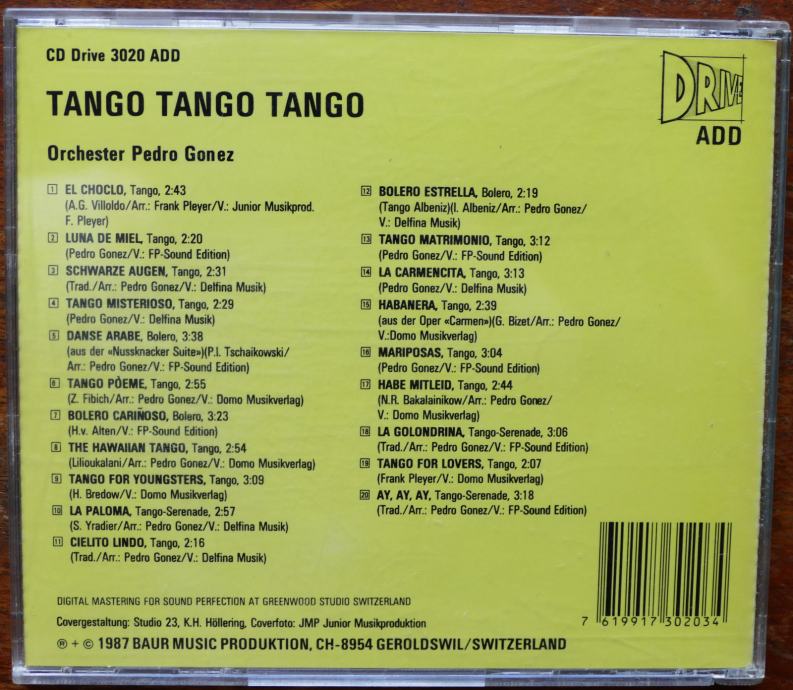 CD Drive 3020 ADD
DRIVE
ADD
TANGO TANGO TANGO
Orchester Pedro Gonez
1 EL CHOCLO, Tango, 2:43
(A.G. Villoldo/Arr.: Frank Pleyer/V.: Junior Musikprod.
F. Pleyer)
2 LUNA DE MIEL, Tango, 2:20
(Pedro Gonez/V.: FP-Sound Edition)
3 SCHWARZE AUGEN, Tango, 2:31
(Trad./Arr.: Pedro Gonez/V.: Delfina Musik)
4 TANGO MISTERIOSO, Tango, 2:29
(Pedro Gonez/V.: Delfina Musik)
5 DANSE ARABE, Bolero, 3:38
(aus der «Nussknacker Suite»)(P.I. Tschaikowski/
Arr.: Pedro Gonez/V.: FP-Sound Edition)
6 TANGO PÒEME, Tango, 2:55
(Z. Fibich/Arr.: Pedro Gonez/V.: Domo Musikverlag)
7 BOLERO CARIÑOSO, Bolero, 3:23
(H.v. Alten/V.: FP-Sound Edition)
8 THE HAWAIIAN TANGO, Tango, 2:54
(Lilioukalani/Arr.: Pedro Gonez/V.: Domo Musikverlag)
9 TANGO FOR YOUNGSTERS, Tango, 3:09
(H. Bredow/V.: Domo Musikverlag)
10 LA PALOMA, Tango-Serenade, 2:57
(S. Yradier/Arr.: Pedro Gonez/V.: Delfina Musik)
11 CIELITO LINDO, Tango, 2:16
(Trad./Arr.: Pedro Gonez/V.: Delfina Musik)
12 BOLERO ESTRELLA, Bolero, 2:19
(Tango Albeniz)(I. Albeniz/Arr.: Pedro Gonez/
V.: Delfina Musik)
13 TANGO MATRIMONIO, Tango, 3:12
(Pedro Gonez/V.: FP-Sound Edition)
14 LA CARMENCITA, Tango, 3:13
(Pedro Gonez/V.: Delfina Musik)
15 HABANERA, Tango, 2:39
(aus der Oper «Carmen»)(G. Bizet/Arr.: Pedro Gonez/
V.:Domo Musikverlag)
16 MARIPOSAS, Tango, 3:04
(Pedro Gonez/V.: FP-Sound Edition)
17 HABE MITLEID, Tango, 2:44
(N.R. Bakalainikow/Arr.: Pedro Gonez/
V.: Domo Musikverlag)
18 LA GOLONDRINA, Tango-Serenade, 3:06
(Trad./Arr.: Pedro Gonez/V.: FP-Sound Edition)
19 TANGO FOR LOVERS, Tango, 2:07
(Frank Pleyer/V.: Domo Musikverlag)
20 AY, AY, AY, Tango-Serenade, 3:18
(Trad./Arr.: Pedro Gonez/V.: FP-Sound Edition)
DIGITAL MASTERING FOR SOUND PERFECTION AT GREENWOOD STUDIO SWITZERLAND
Covergestaltung: Studio 23, K.H. Höllering, Coverfoto: JMP Junior Musikproduktion
℗ + © 1987 BAUR MUSIC PRODUKTION, CH-8954 GEROLDSWIL/SWITZERLAND
7 619917 302034